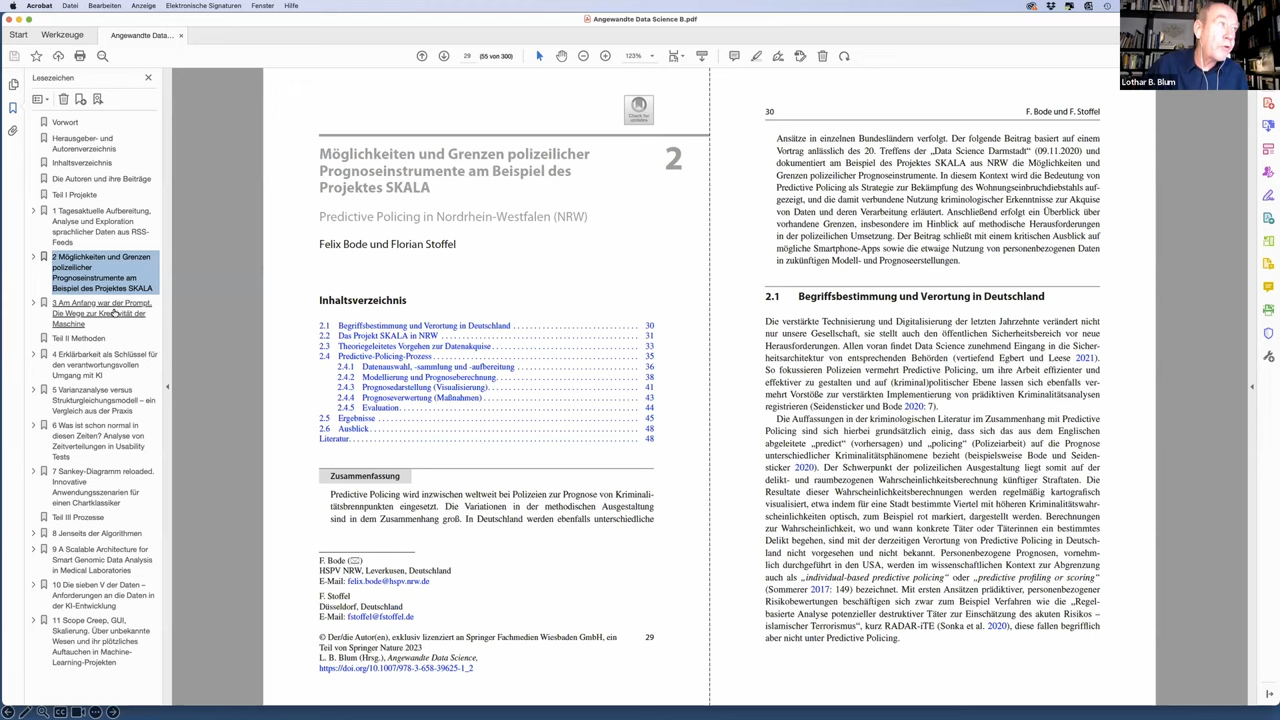 Acrobat Datei Bearbeiten Anzeige Elektronische Signaturen Fenster Hilfe
Angewandte Data Science B.pdf
Start Werkzeuge Angewandte Data... ×
29 (55 von 300) 123%
Lothar B. Blum
Lesezeichen
Vorwort
Herausgeber- und
Autorenverzeichnis
Inhaltsverzeichnis
Die Autoren und ihre Beiträge
Teil I Projekte
1 Tagesaktuelle Aufbereitung,
Analyse und Exploration
sprachlicher Daten aus RSS-
Feeds
2 Möglichkeiten und Grenzen
polizeilicher
Prognoseinstrumente am
Beispiel des Projektes SKALA
3 Am Anfang war der Prompt.
Die Wege zur Kreativität der
Maschine
Teil II Methoden
4 Erklärbarkeit als Schlüssel für
den verantwortungsvollen
Umgang mit KI
5 Varianzanalyse versus
Strukturgleichungsmodell – ein
Vergleich aus der Praxis
6 Was ist schon normal in
diesen Zeiten? Analyse von
Zeitverteilungen in Usability
Tests
7 Sankey-Diagramm reloaded.
Innovative
Anwendungsszenarien für
einen Chartklassiker
Teil III Prozesse
8 Jenseits der Algorithmen
9 A Scalable Architecture for
Smart Genomic Data Analysis
in Medical Laboratories
10 Die sieben V der Daten –
Anforderungen an die Daten in
der KI-Entwicklung
11 Scope Creep, GUI,
Skalierung. Über unbekannte
Wesen und ihr plötzliches
Auftauchen in Machine-
Learning-Projekten
Check for
updates
Möglichkeiten und Grenzen polizeilicher
Prognoseinstrumente am Beispiel des
Projektes SKALA
2
Predictive Policing in Nordrhein-Westfalen (NRW)
Felix Bode und Florian Stoffel
Inhaltsverzeichnis
2.1 Begriffsbestimmung und Verortung in Deutschland 30
2.2 Das Projekt SKALA in NRW 31
2.3 Theoriegeleitetes Vorgehen zur Datenakquise 33
2.4 Predictive-Policing-Prozess 35
2.4.1 Datenauswahl, -sammlung und -aufbereitung 36
2.4.2 Modellierung und Prognoseberechnung 38
2.4.3 Prognosedarstellung (Visualisierung) 41
2.4.4 Prognoseverwertung (Maßnahmen) 43
2.4.5 Evaluation 44
2.5 Ergebnisse 45
2.6 Ausblick 48
Literatur 48
Zusammenfassung
Predictive Policing wird inzwischen weltweit bei Polizeien zur Prognose von Kriminali-
tätsbrennpunkten eingesetzt. Die Variationen in der methodischen Ausgestaltung
sind in dem Zusammenhang groß. In Deutschland werden ebenfalls unterschiedliche
F. Bode (✉)
HSPV NRW, Leverkusen, Deutschland
E-Mail: felix.bode@hspv.nrw.de
F. Stoffel
Düsseldorf, Deutschland
E-Mail: fstoffel@fstoffel.de
© Der/die Autor(en), exklusiv lizenziert an Springer Fachmedien Wiesbaden GmbH, ein 29
Teil von Springer Nature 2023
L. B. Blum (Hrsg.), Angewandte Data Science,
https://doi.org/10.1007/978-3-658-39625-1_2
30 F. Bode und F. Stoffel
Ansätze in einzelnen Bundesländern verfolgt. Der folgende Beitrag basiert auf einem
Vortrag anlässlich des 20. Treffens der „Data Science Darmstadt“ (09.11.2020) und
dokumentiert am Beispiel des Projektes SKALA aus NRW die Möglichkeiten und
Grenzen polizeilicher Prognoseinstrumente. In diesem Kontext wird die Bedeutung von
Predictive Policing als Strategie zur Bekämpfung des Wohnungseinbruchdiebstahls auf-
gezeigt, und die damit verbundene Nutzung kriminologischer Erkenntnisse zur Akquise
von Daten und deren Verarbeitung erläutert. Anschließend erfolgt ein Überblick über
vorhandene Grenzen, insbesondere im Hinblick auf methodische Herausforderungen
in der polizeilichen Umsetzung. Der Beitrag schließt mit einem kritischen Ausblick auf
mögliche Smartphone-Apps sowie die etwaige Nutzung von personenbezogenen Daten
in zukünftigen Modell- und Prognoseerstellungen.
2.1 Begriffsbestimmung und Verortung in Deutschland
Die verstärkte Technisierung und Digitalisierung der letzten Jahrzehnte verändert nicht
nur unsere Gesellschaft, sie stellt auch den öffentlichen Sicherheitsbereich vor neue
Herausforderungen. Allen voran findet Data Science zunehmend Einzug in die Sicher-
heitsarchitektur von entsprechenden Behörden (vertiefend Egbert und Leese 2021).
So fokussieren Polizeien vermehrt Predictive Policing, um ihre Arbeit effizienter und
effektiver zu gestalten und auf (kriminal)politischer Ebene lassen sich ebenfalls ver-
mehrt Vorstöße zur verstärkten Implementierung von prädiktiven Kriminalitätsanalysen
registrieren (Seidensticker und Bode 2020: 7).
Die Auffassungen in der kriminologischen Literatur im Zusammenhang mit Predictive
Policing sind sich hierbei grundsätzlich einig, dass sich das aus dem Englischen
abgeleitete „predict“ (vorhersagen) und „policing“ (Polizeiarbeit) auf die Prognose
unterschiedlicher Kriminalitätsphänomene bezieht (beispielsweise Bode und Seiden-
sticker 2020). Der Schwerpunkt der polizeilichen Ausgestaltung liegt somit auf der
delikt- und raumbezogenen Wahrscheinlichkeitsberechnung künftiger Straftaten. Die
Resultate dieser Wahrscheinlichkeitsberechnungen werden regelmäßig kartografisch
visualisiert, etwa indem für eine Stadt bestimmte Viertel mit höheren Kriminalitätswahr-
scheinlichkeiten optisch, zum Beispiel rot markiert, dargestellt werden. Berechnungen
zur Wahrscheinlichkeit, wo und wann konkrete Täter oder Täterinnen ein bestimmtes
Delikt begehen, sind mit der derzeitigen Verortung von Predictive Policing in Deutsch-
land nicht vorgesehen und nicht bekannt. Personenbezogene Prognosen, vornehm-
lich durchgeführt in den USA, werden im wissenschaftlichen Kontext zur Abgrenzung
auch als „individual-based predictive policing“ oder „predictive profiling or scoring“
(Sommerer 2017: 149) bezeichnet. Mit ersten Ansätzen prädiktiver, personenbezogener
Risikobewertungen beschäftigen sich zwar zum Beispiel Verfahren wie die „Regel-
basierte Analyse potenziell destruktiver Täter zur Einschätzung des akuten Risikos –
islamischer Terrorismus“, kurz RADAR-iTE (Sonka et al. 2020), diese fallen begrifflich
aber nicht unter Predictive Policing.